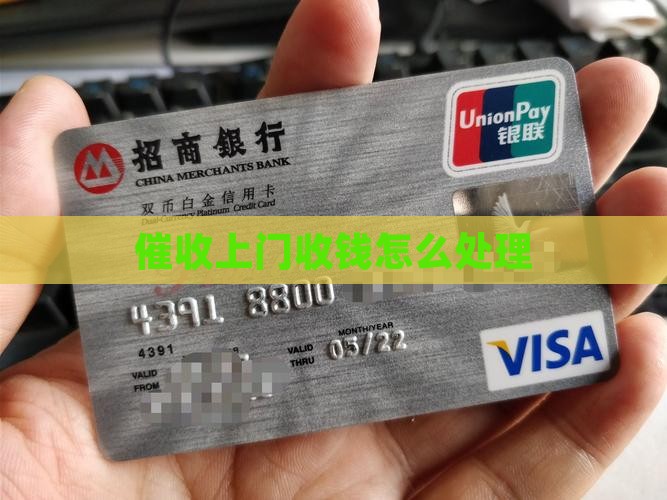 UnionPay
银联
招商銀行
CHINA MERCHANTS BANK
双币白金信用卡
Dual-Currency Platinum Credit Card
催收上门收钱怎么处理
4391 8800
4391
MONTH/YEAR
VALID
THRU
05/22
VALID
FROM
VISA